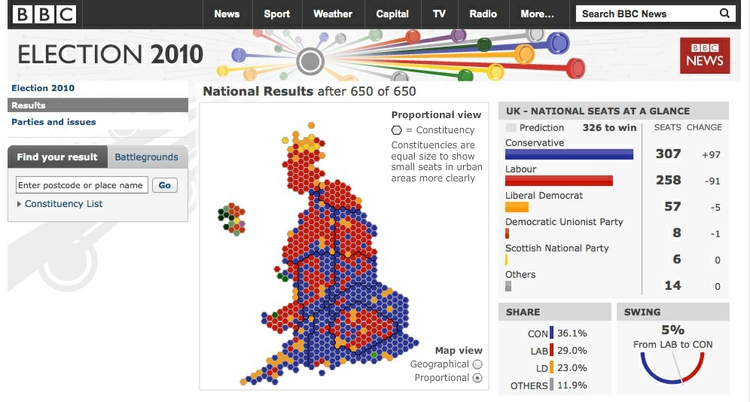 BBC
News Sport Weather Capital TV Radio More...
Search BBC News
ELECTION 2010
BBC
NEWS
Election 2010
Results
Parties and issues
Find your result
Battlegrounds
Enter postcode or place name
Go
Constituency List
National Results after 650 of 650
Proportional view
= Constituency
Constituencies are
equal size to show
small seats in urban
areas more clearly
Map view
Geographical
Proportional
UK - NATIONAL SEATS AT A GLANCE
Prediction 326 to win SEATS CHANGE
Conservative
307 +97
Labour
258 -91
Liberal Democrat
57 -5
Democratic Unionist Party
8 -1
Scottish National Party
6 0
Others
14 0
SHARE
CON 36.1%
LAB 29.0%
LD 23.0%
OTHERS 11.9%
SWING
5%
From LAB to CON